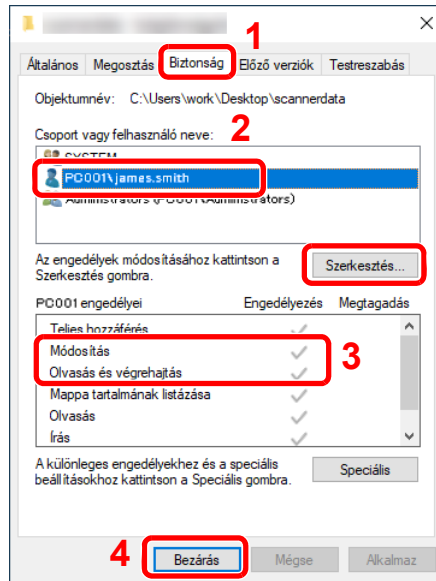 1
Általános Megosztás Biztonság Előző verziók Testreszabás
Objektumnév: C:\Users\work\Desktop\scannerdata
Csoport vagy felhasználó neve:
2
SYSTEM
PC001\james.smith
Administrators (PC001\Administrators)
Az engedélyek módosításához kattintson a
Szerkesztés gombra.
Szerkesztés...
PC001 engedélyei Engedélyezés Megtagadás
Teljes hozzáférés
Módosítás
Olvasás és végrehajtás
3
Mappa tartalmának listázása
Olvasás
Írás
A különleges engedélyekhez és a speciális
beállításokhoz kattintson a Speciális gombra.
Speciális
4
Bezárás Mégse Alkalmaz